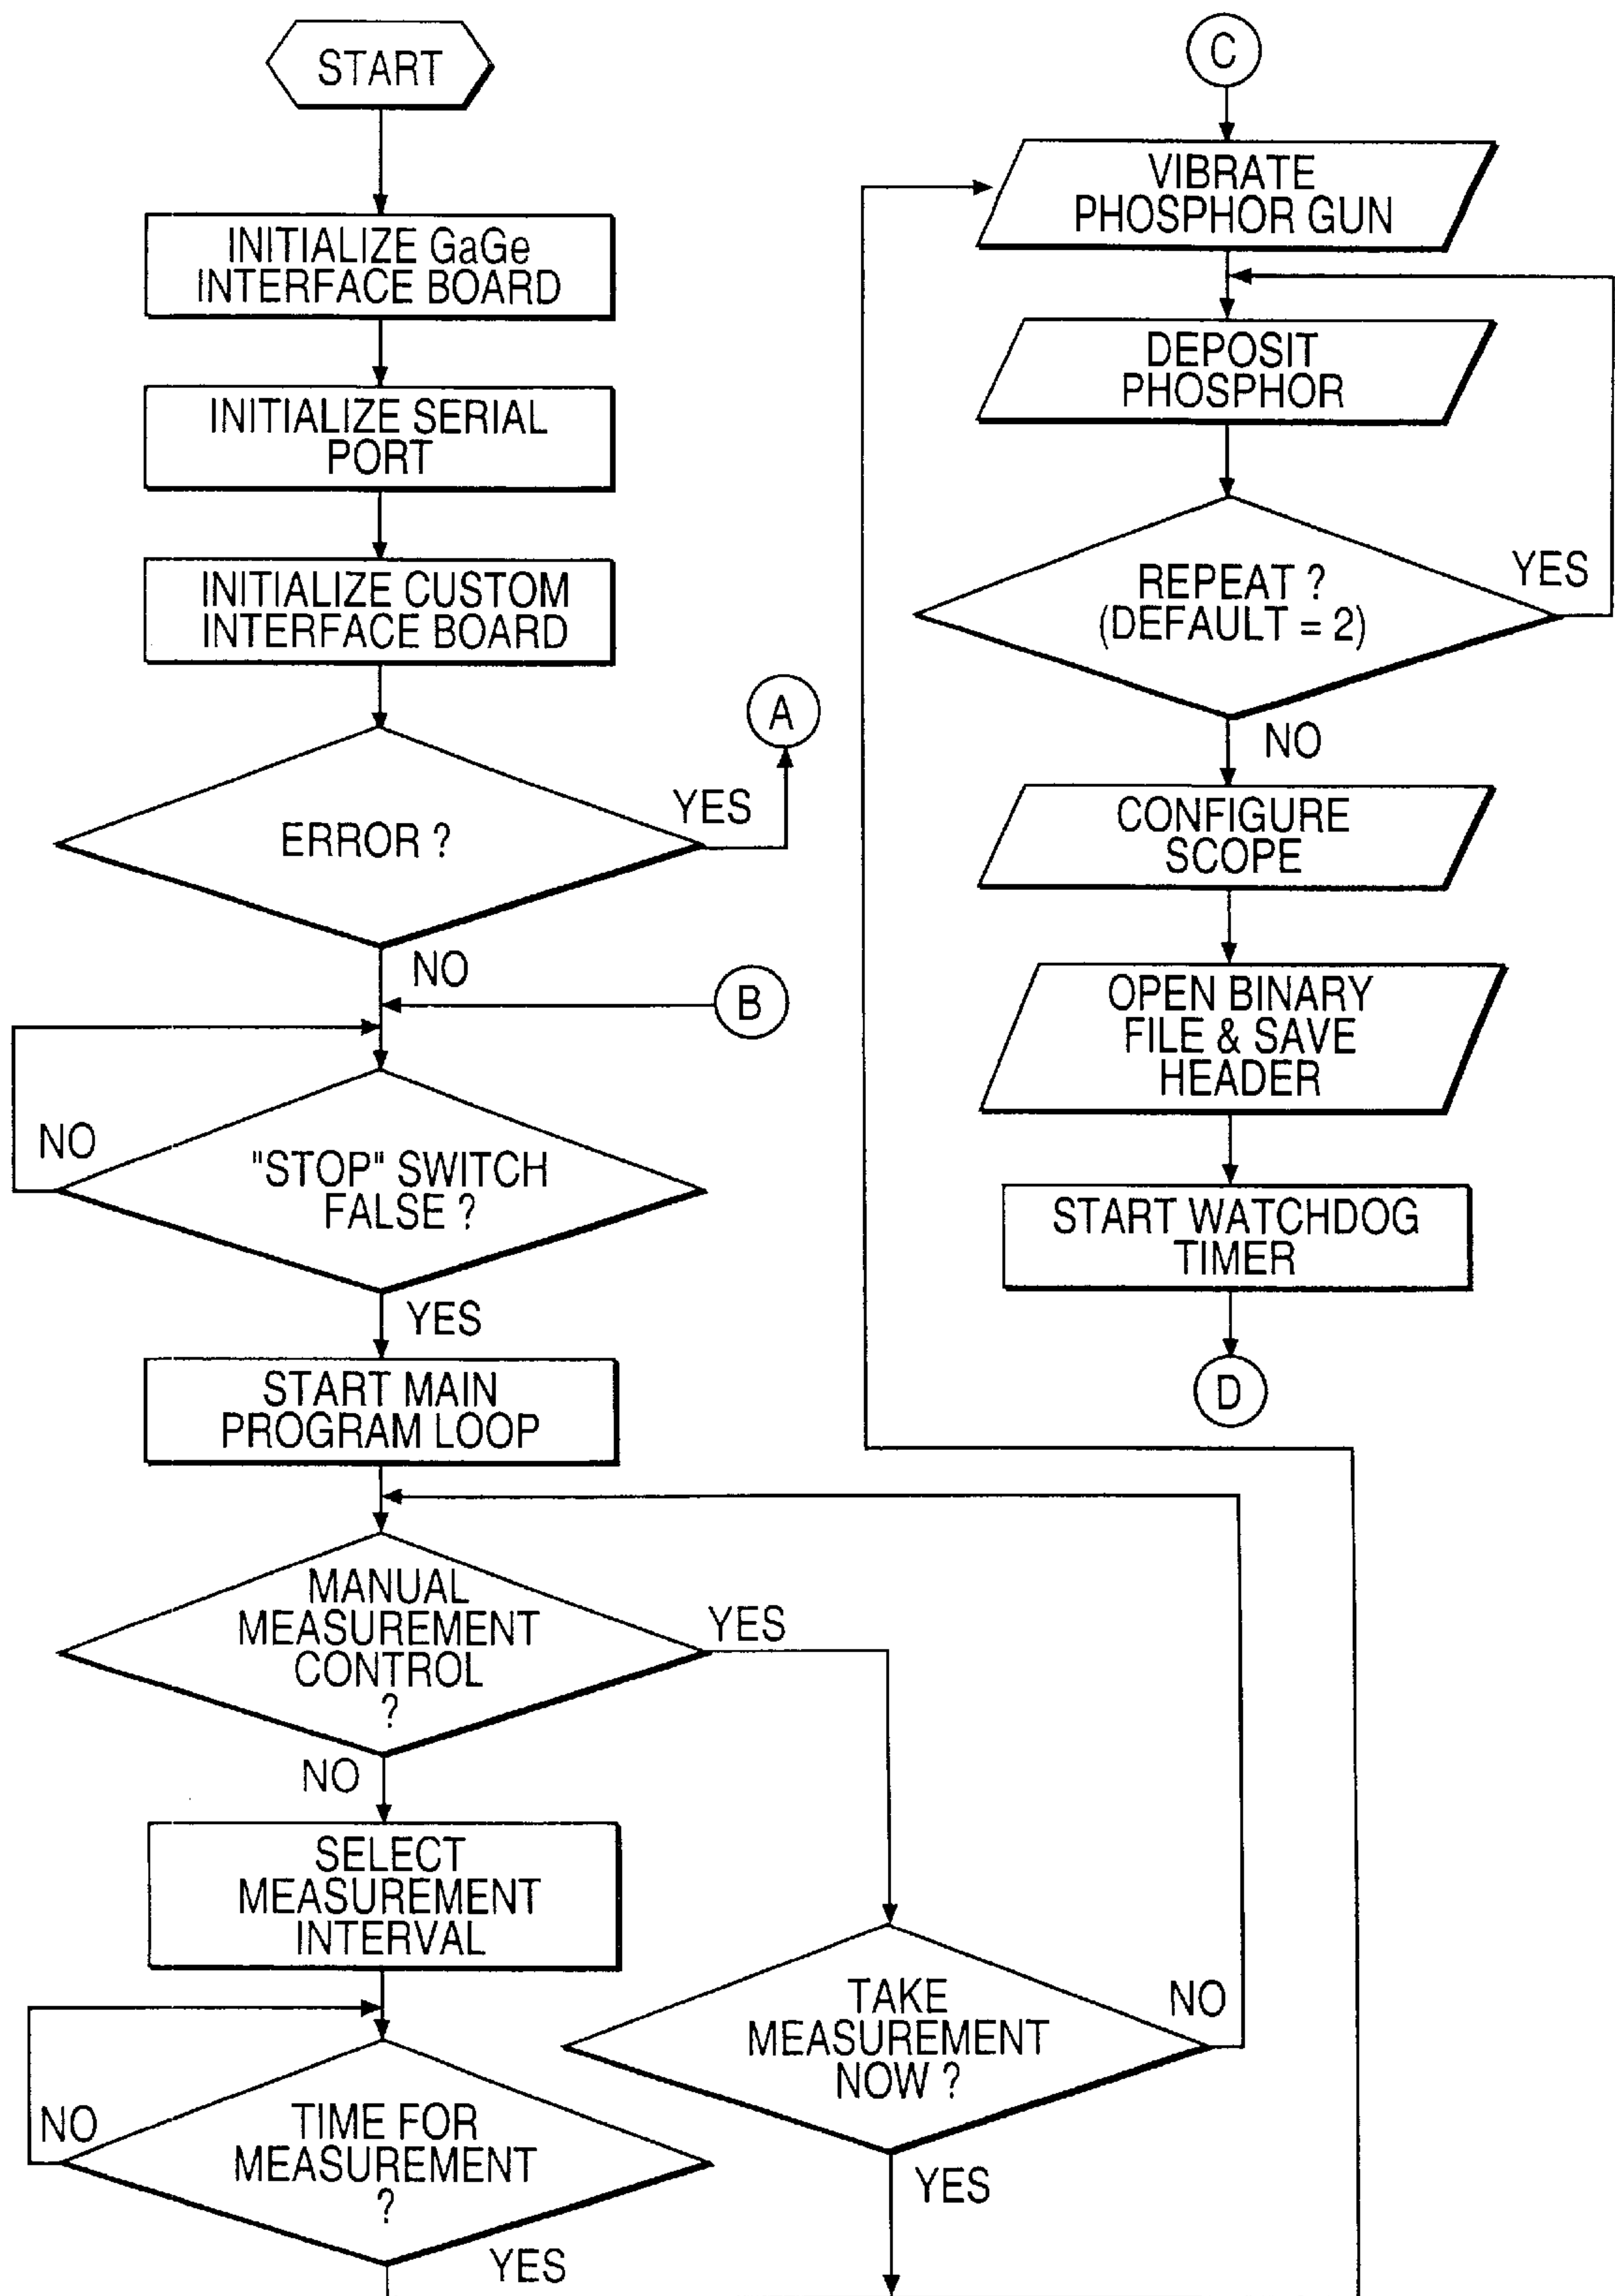 START
INITIALIZE GaGe
INTERFACE BOARD
INITIALIZE SERIAL
PORT
INITIALIZE CUSTOM
INTERFACE BOARD
A
YES
ERROR ?
NO
B
NO
"STOP" SWITCH
FALSE ?
YES
START MAIN
PROGRAM LOOP
MANUAL
MEASUREMENT
CONTROL
?
YES
NO
SELECT
MEASUREMENT
INTERVAL
TAKE
MEASUREMENT
NOW ?
NO
YES
NO
TIME FOR
MEASUREMENT
?
YES
C
VIBRATE
PHOSPHOR GUN
DEPOSIT
PHOSPHOR
REPEAT ?
(DEFAULT = 2)
YES
NO
CONFIGURE
SCOPE
OPEN BINARY
FILE & SAVE
HEADER
START WATCHDOG
TIMER
D